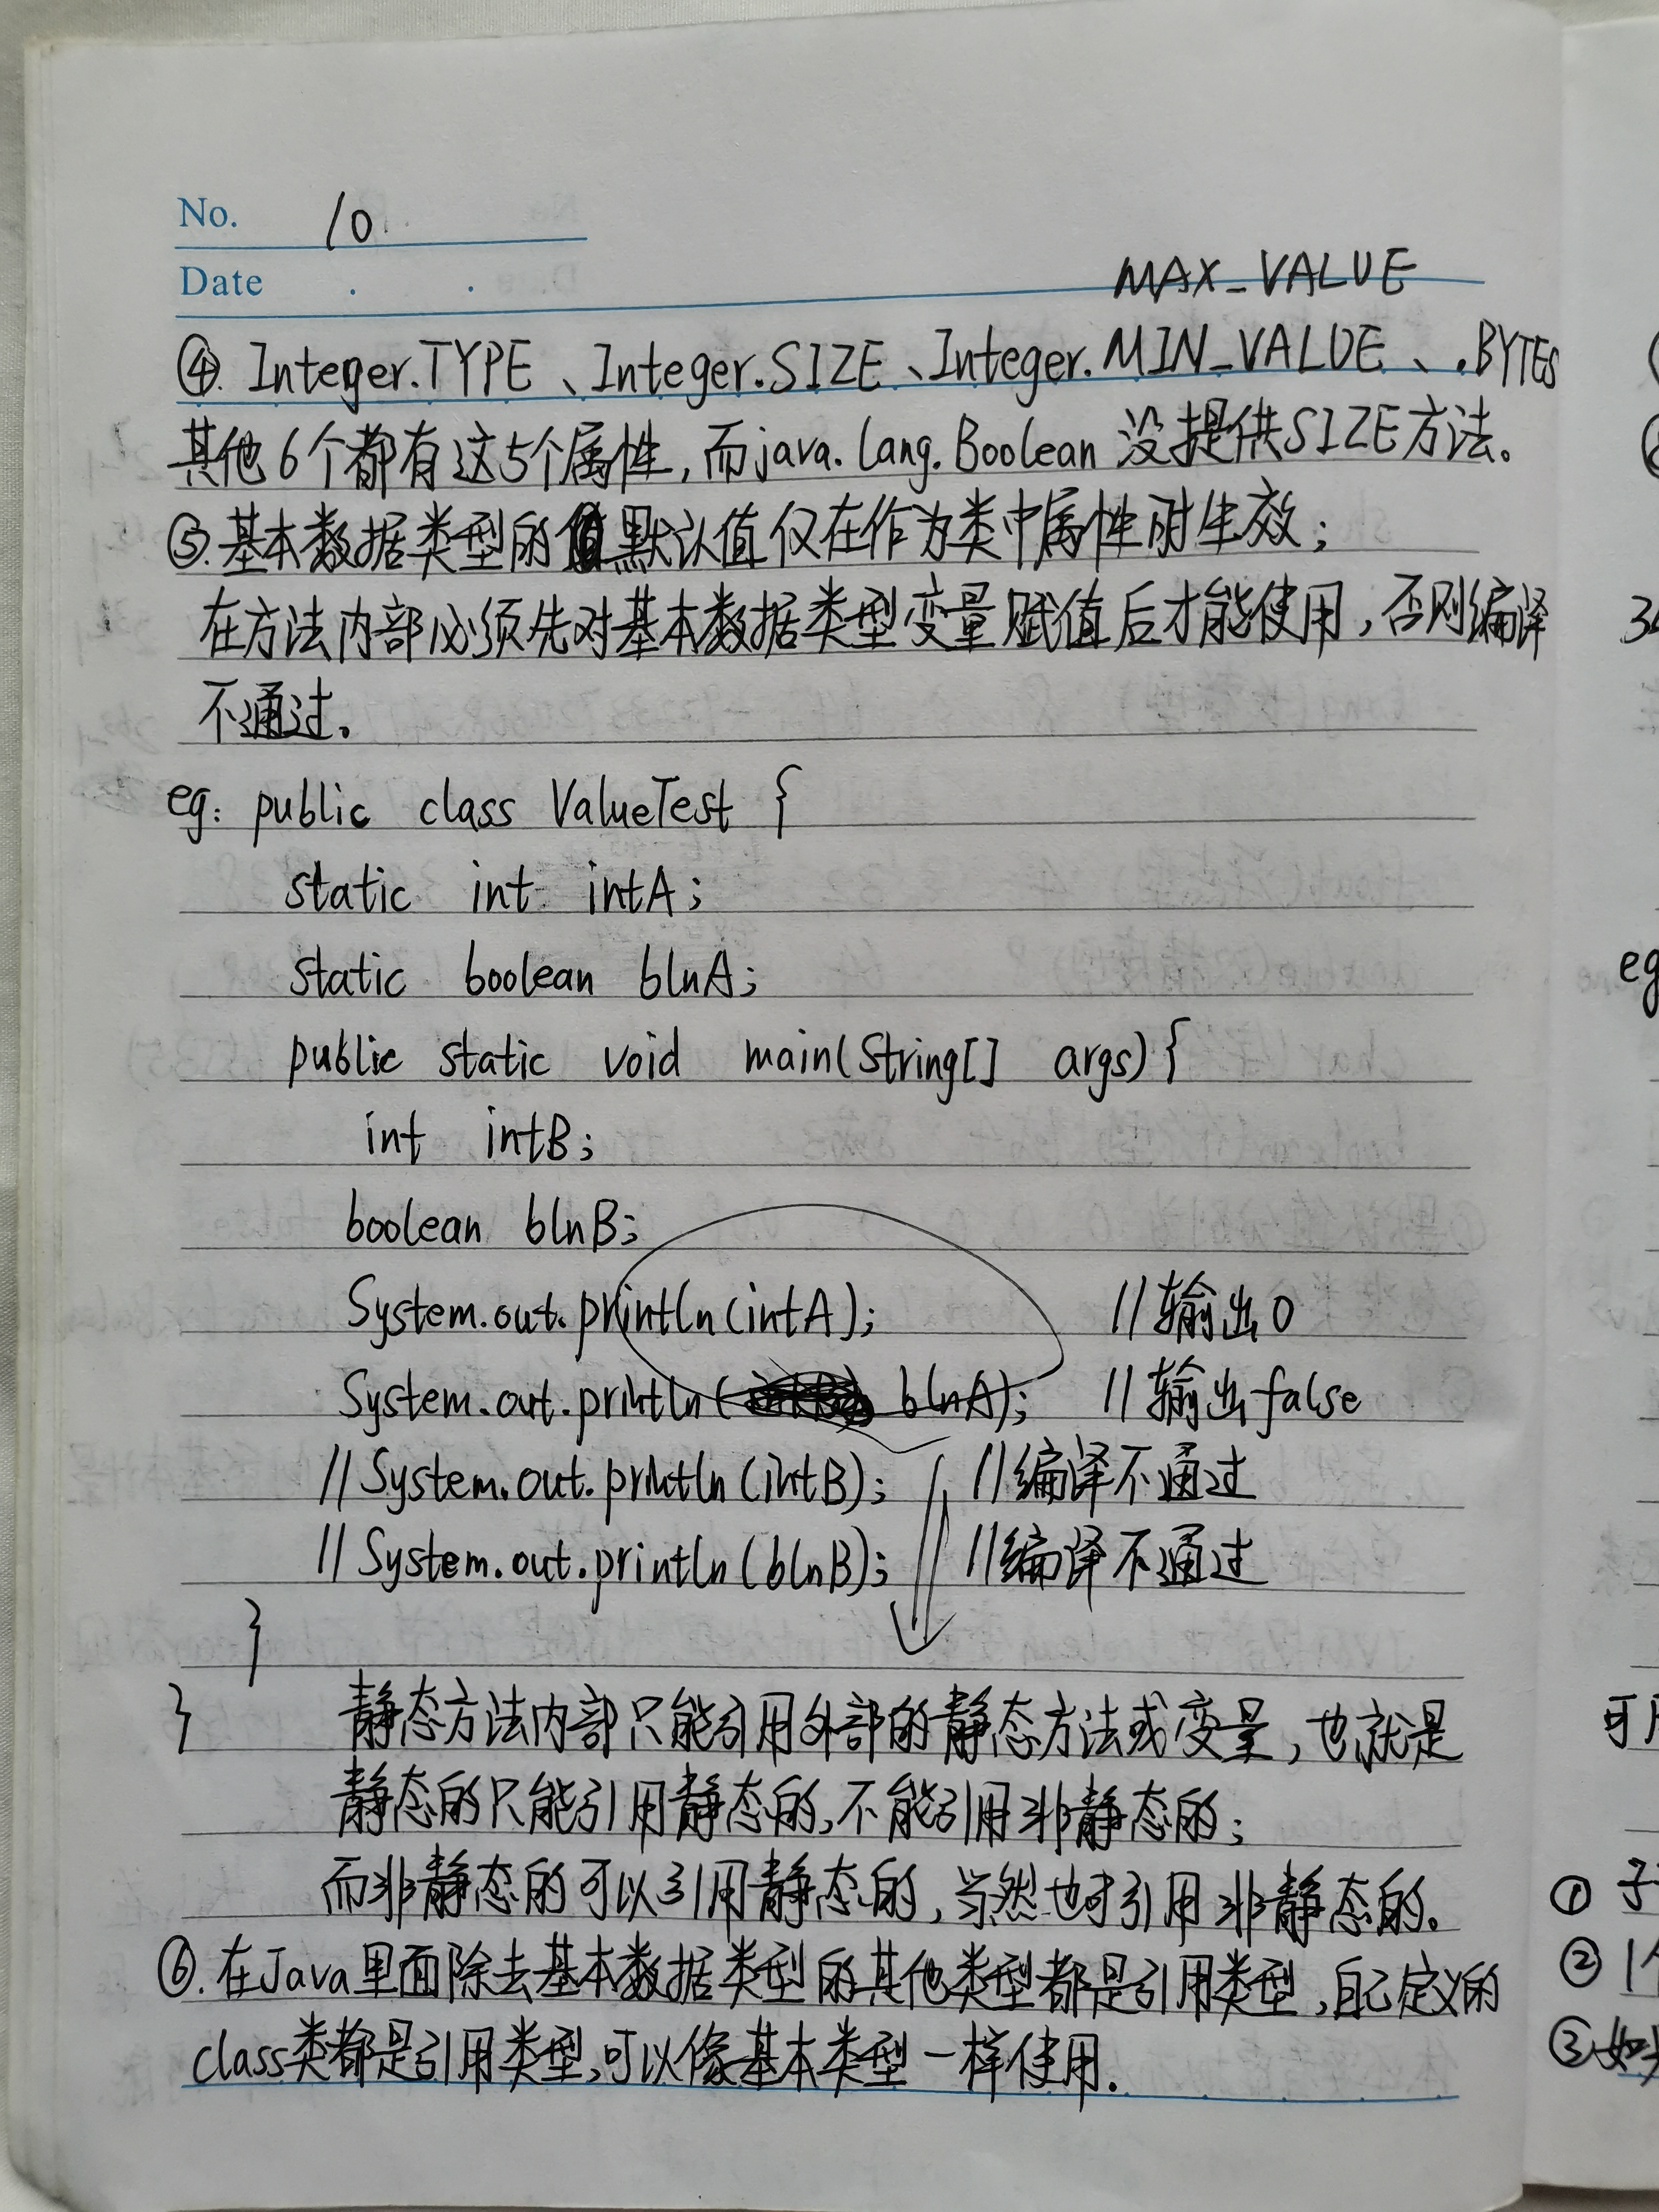 No. 10
Date . .
MAX_VALUE
④. Integer.TYPE、Integer.SIZE、Integer.MIN_VALUE、.BYTES
其他6个都有这5个属性,而java.lang.Boolean没提供SIZE方法。
⑤.基本数据类型的默认值仅在作为类中属性时生效;
在方法内部必须先对基本数据类型变量赋值后才能使用,否则编译
不通过。
eg: public class ValueTest {
static int intA;
static boolean blnA;
public static void main(String[] args) {
int intB;
boolean blnB;
System.out.println(intA); //输出0
System.out.println( blnA); //输出false
//System.out.println(intB); //编译不通过
//System.out.println(blnB); //编译不通过
}
} 静态方法内部只能引用外部的静态方法或变量,也就是
静态的只能引用静态的,不能引用非静态的;
而非静态的可以引用静态的,当然也可引用非静态的.
⑥.在Java里面除去基本数据类型的其他类型都是引用类型,自己定义的
class类都是引用类型,可以像基本类型一样使用.
eg
①
② 1个
③